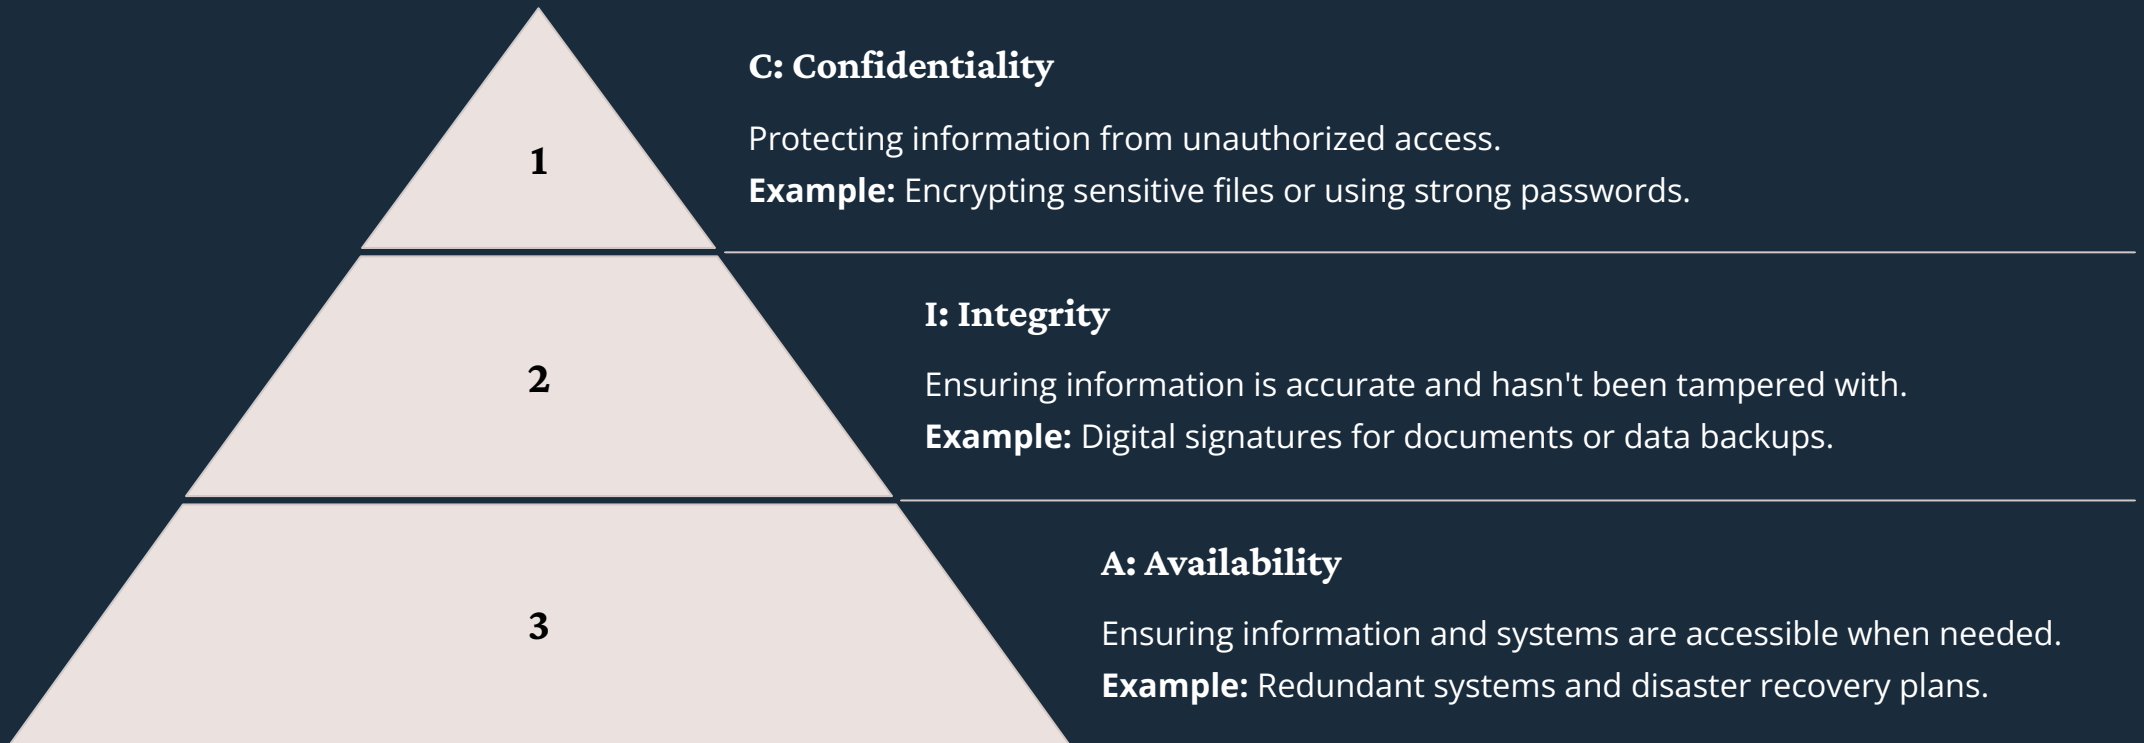 1
C: Confidentiality
Protecting information from unauthorized access.
Example: Encrypting sensitive files or using strong passwords.
2
I: Integrity
Ensuring information is accurate and hasn't been tampered with.
Example: Digital signatures for documents or data backups.
3
A: Availability
Ensuring information and systems are accessible when needed.
Example: Redundant systems and disaster recovery plans.